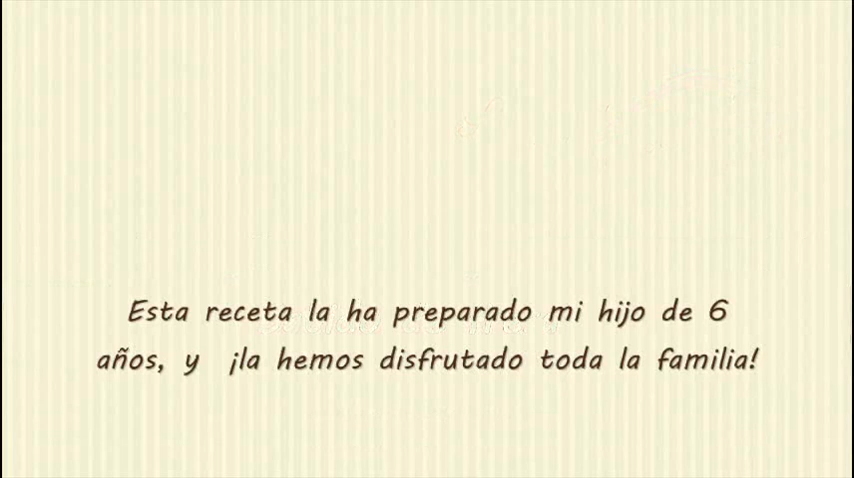 Esta receta la ha preparado mi hijo de 6
años, y ¡la hemos disfrutado toda la familia!